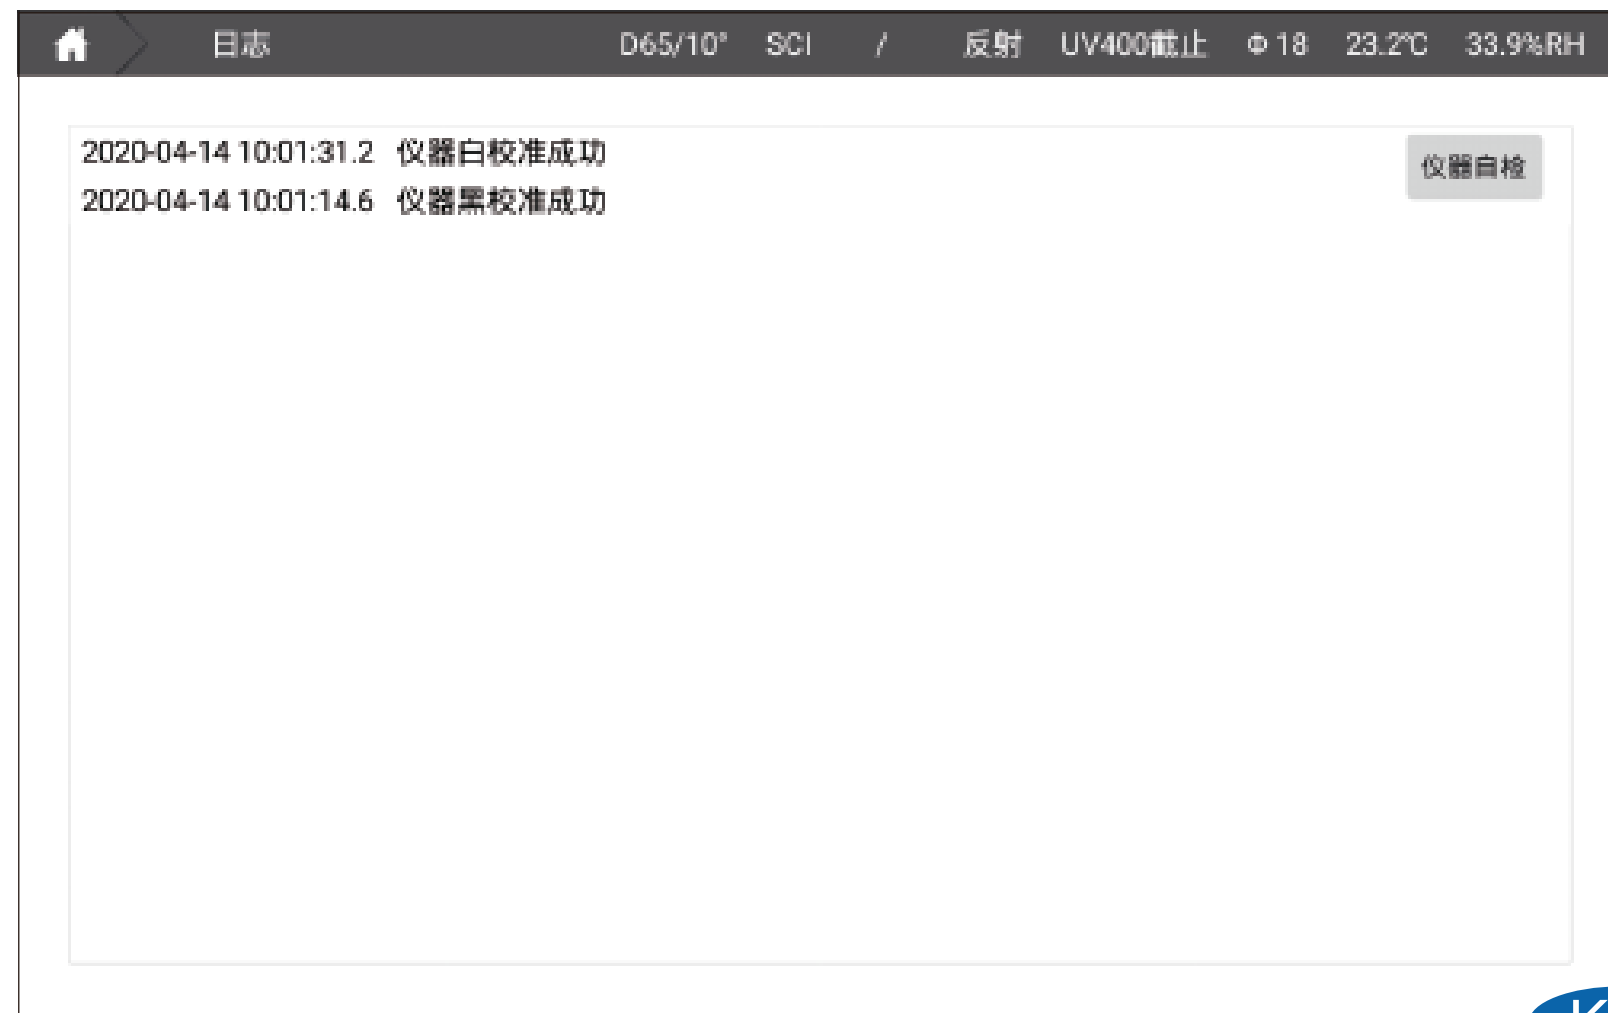 日志 D65/10° SCI / 反射 UV400截止 Φ18 23.2℃ 33.9%RH
2020-04-14 10:01:31.2 仪器白校准成功
仪器自检
2020-04-14 10:01:14.6 仪器黑校准成功